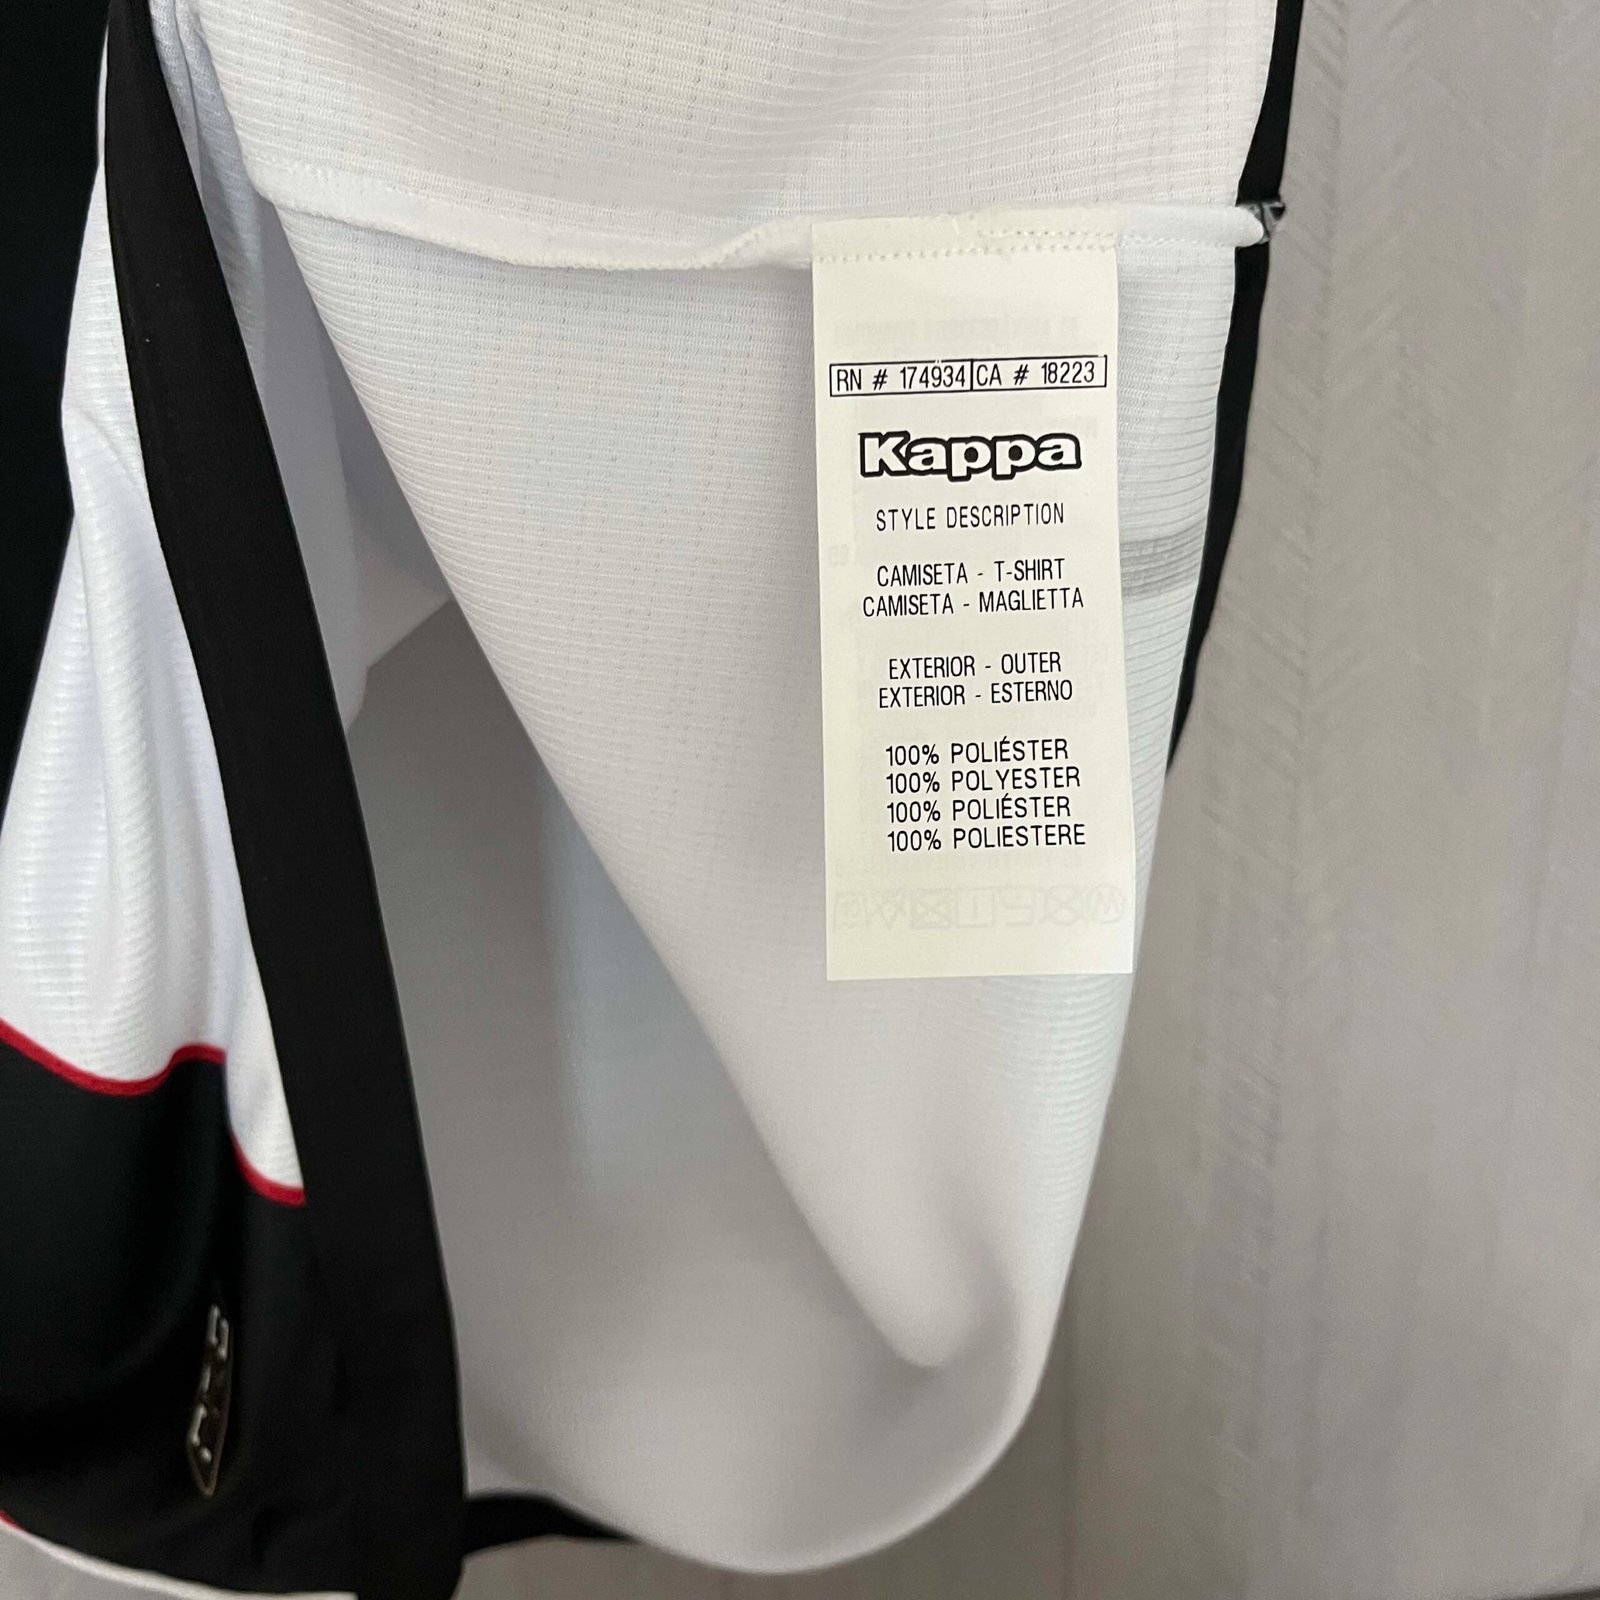 RN # 174934 CA # 18223
Kappa
STYLE DESCRIPTION
CAMISETA - T-SHIRT
CAMISETA - MAGLIETTA
EXTERIOR - OUTER
EXTERIOR - ESTERNO
100% POLIÉSTER
100% POLYESTER
100% POLIÉSTER
100% POLIESTERE